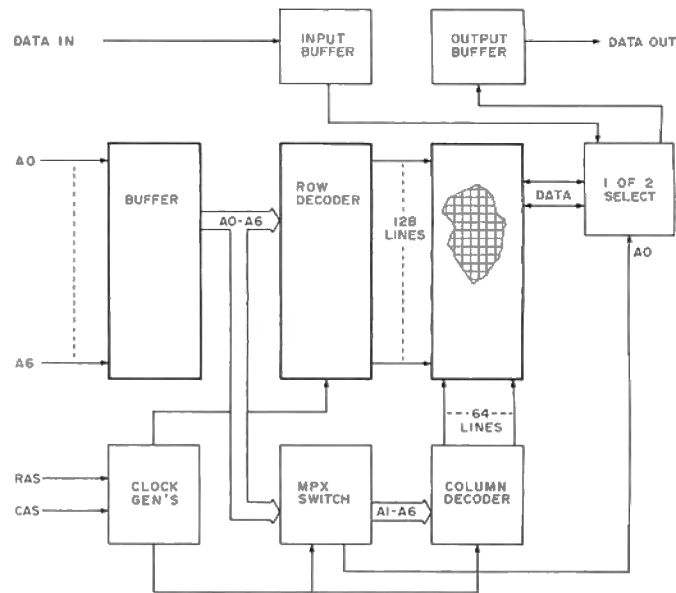 DATA IN
INPUT
BUFFER
OUTPUT
BUFFER
DATA OUT
A0
BUFFER
A0-A6
ROW
DECODER
128
LINES
DATA
1 OF 2
SELECT
A0
A6
64
LINES
RAS
CAS
CLOCK
GEN'S
MPX
SWITCH
A1-A6
COLUMN
DECODER